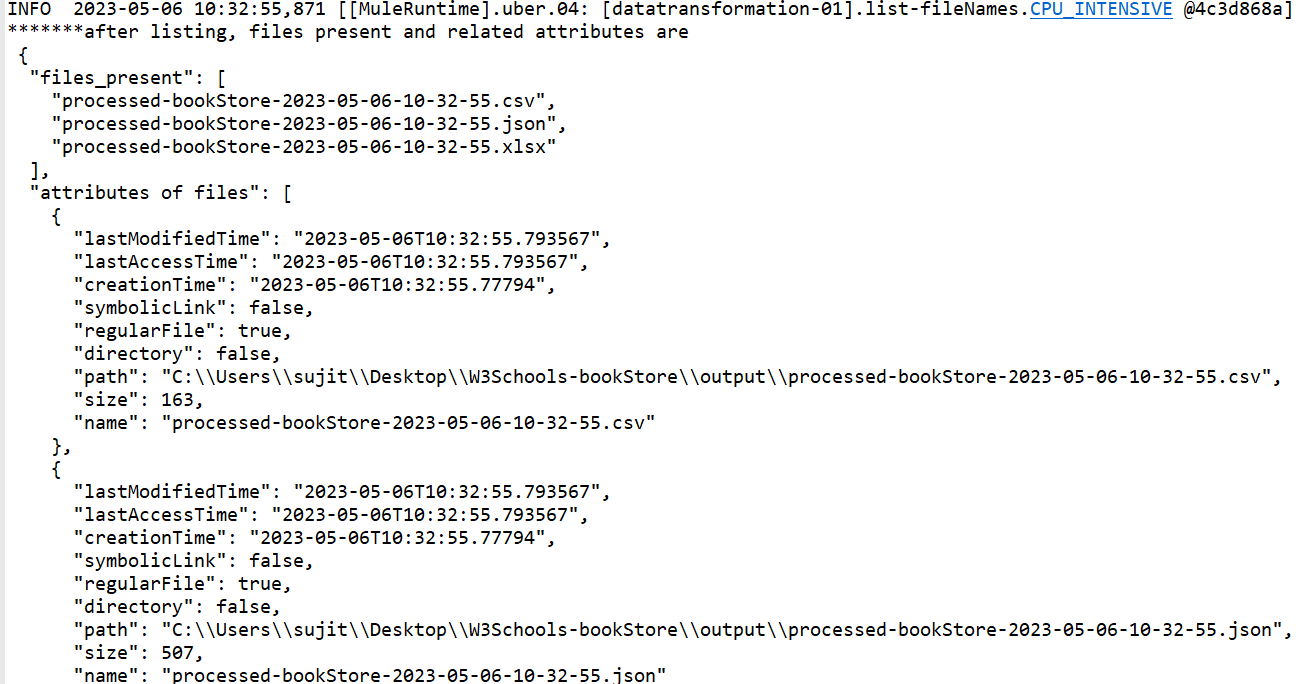 INFO  2023-05-06 10:32:55,871 [[MuleRuntime].uber.04: [datatransformation-01].list-fileNames.CPU_INTENSIVE @4c3d868a]
*******after listing, files present and related attributes are
 {
  "files_present": [
    "processed-bookStore-2023-05-06-10-32-55.csv",
    "processed-bookStore-2023-05-06-10-32-55.json",
    "processed-bookStore-2023-05-06-10-32-55.xlsx"
  ],
  "attributes of files": [
    {
      "lastModifiedTime": "2023-05-06T10:32:55.793567",
      "lastAccessTime": "2023-05-06T10:32:55.793567",
      "creationTime": "2023-05-06T10:32:55.77794",
      "symbolicLink": false,
      "regularFile": true,
      "directory": false,
      "path": "C:\\Users\\sujit\\Desktop\\W3Schools-bookStore\\output\\processed-bookStore-2023-05-06-10-32-55.csv",
      "size": 163,
      "name": "processed-bookStore-2023-05-06-10-32-55.csv"
    },
    {
      "lastModifiedTime": "2023-05-06T10:32:55.793567",
      "lastAccessTime": "2023-05-06T10:32:55.793567",
      "creationTime": "2023-05-06T10:32:55.77794",
      "symbolicLink": false,
      "regularFile": true,
      "directory": false,
      "path": "C:\\Users\\sujit\\Desktop\\W3Schools-bookStore\\output\\processed-bookStore-2023-05-06-10-32-55.json",
      "size": 507,
      "name": "processed-bookStore-2023-05-06-10-32-55.json"